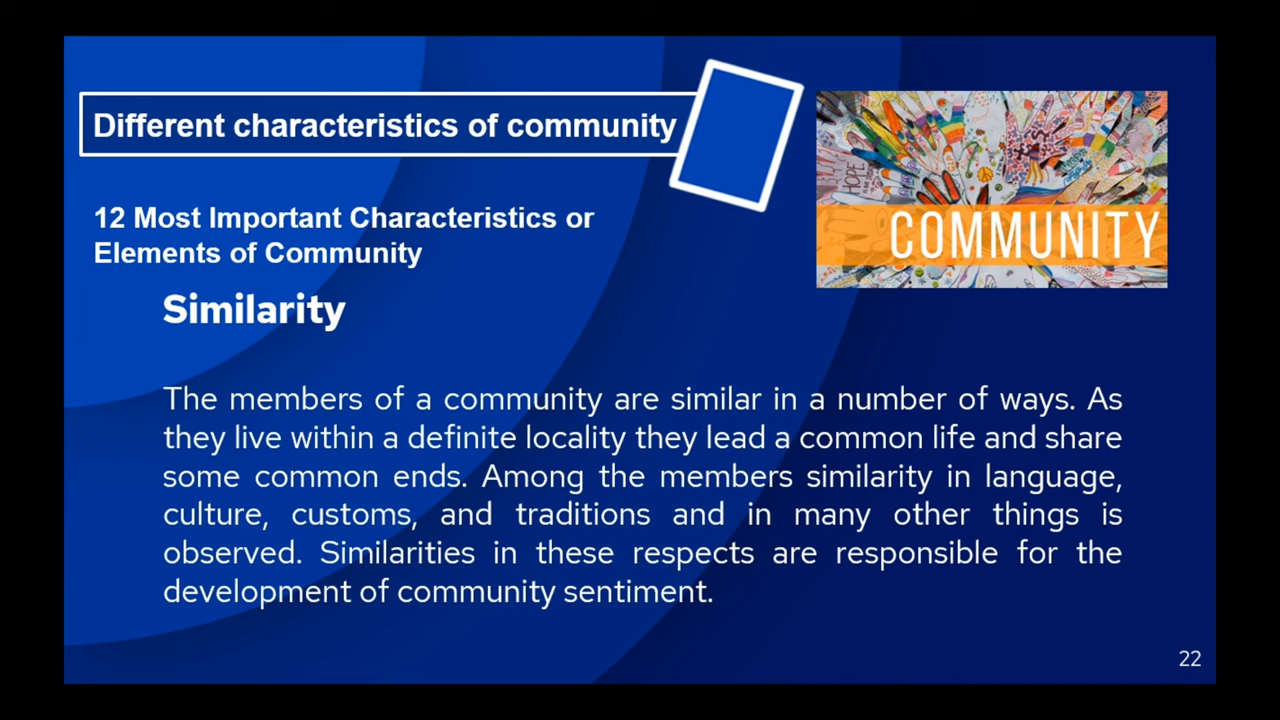 Different characteristics of community
12 Most Important Characteristics or
Elements of Community
Similarity
HOPE
COMMUNITY
The members of a community are similar in a number of ways. As
they live within a definite locality they lead a common life and share
some common ends. Among the members similarity in language,
culture, customs, and traditions and in many other things is
observed. Similarities in these respects are responsible for the
development of community sentiment.
22